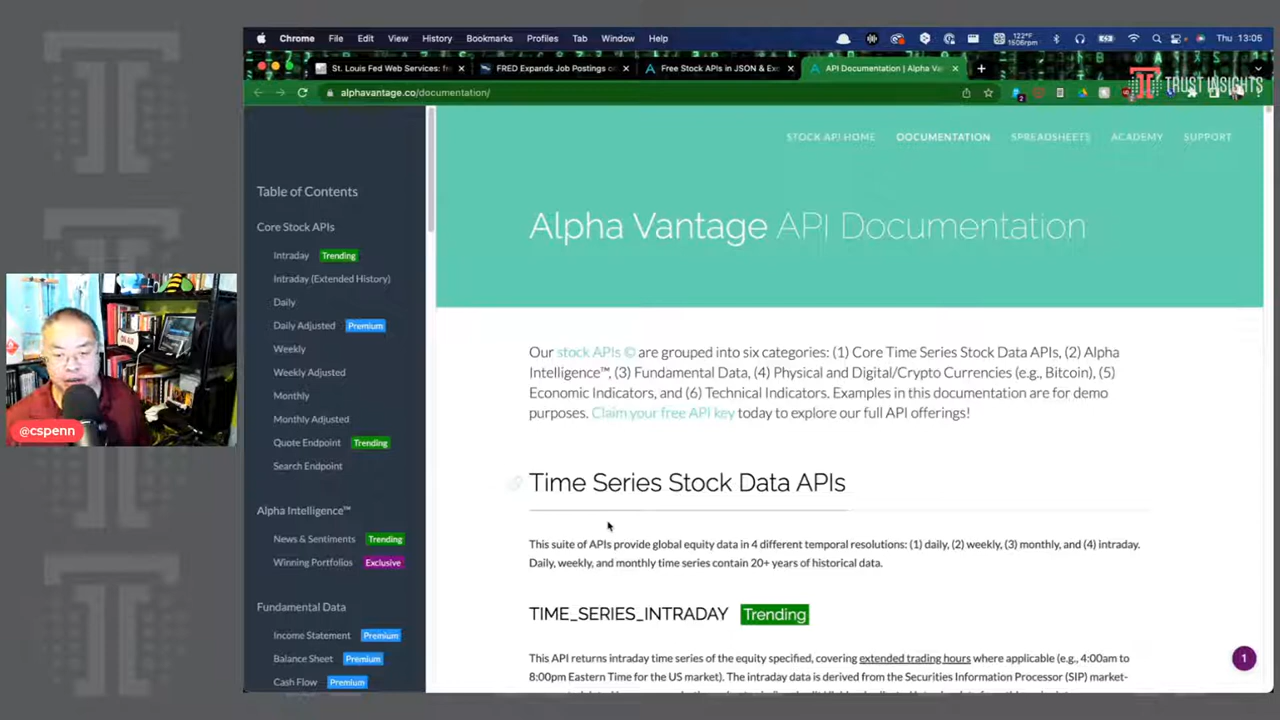 Chrome File Edit View History Bookmarks Profiles Tab Window Help
122°F
1506rpm
Thu 13:05
St. Louis Fed Web Services: fr
FRED Expands Job Postings o
Free Stock APIs in JSON & Ex
API Documentation | Alpha Va
alphavantage.co/documentation/
TRUST INSIGHTS
STOCK API HOME DOCUMENTATION SPREADSHEETS ACADEMY SUPPORT
Alpha Vantage API Documentation
Table of Contents
Core Stock APIs
Intraday Trending
Intraday (Extended History)
Daily
Daily Adjusted Premium
Weekly
Weekly Adjusted
Monthly
Monthly Adjusted
Quote Endpoint Trending
Search Endpoint
Alpha Intelligence™
News & Sentiments Trending
Winning Portfolios Exclusive
Fundamental Data
Income Statement Premium
Balance Sheet Premium
Cash Flow Premium
Our stock APIs © are grouped into six categories: (1) Core Time Series Stock Data APIs, (2) Alpha
Intelligence™, (3) Fundamental Data, (4) Physical and Digital/Crypto Currencies (e.g., Bitcoin), (5)
Economic Indicators, and (6) Technical Indicators. Examples in this documentation are for demo
purposes. Claim your free API key today to explore our full API offerings!
Time Series Stock Data APIs
This suite of APIs provide global equity data in 4 different temporal resolutions: (1) daily, (2) weekly, (3) monthly, and (4) intraday.
Daily, weekly, and monthly time series contain 20+ years of historical data.
TIME_SERIES_INTRADAY Trending
This API returns intraday time series of the equity specified, covering extended trading hours where applicable (e.g., 4:00am to
8:00pm Eastern Time for the US market). The intraday data is derived from the Securities Information Processor (SIP) market-
1
@cspenn